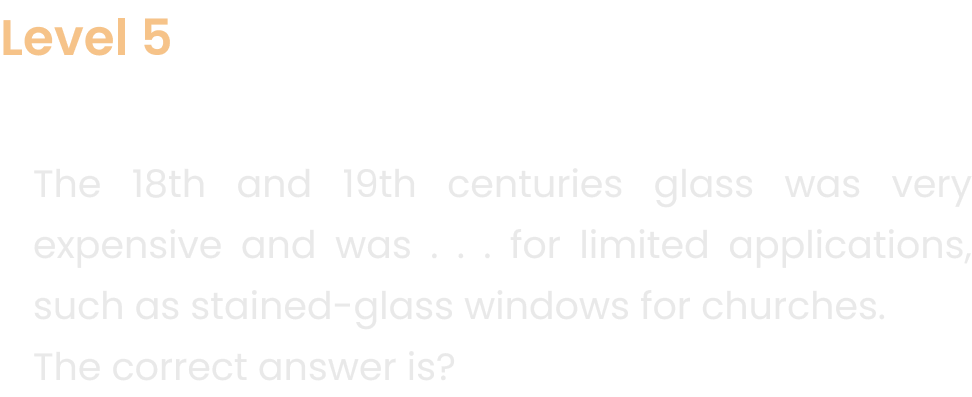 Level 5
The 18th and 19th centuries glass was very
expensive and was . . . for limited applications,
such as stained-glass windows for churches.
The correct answer is?